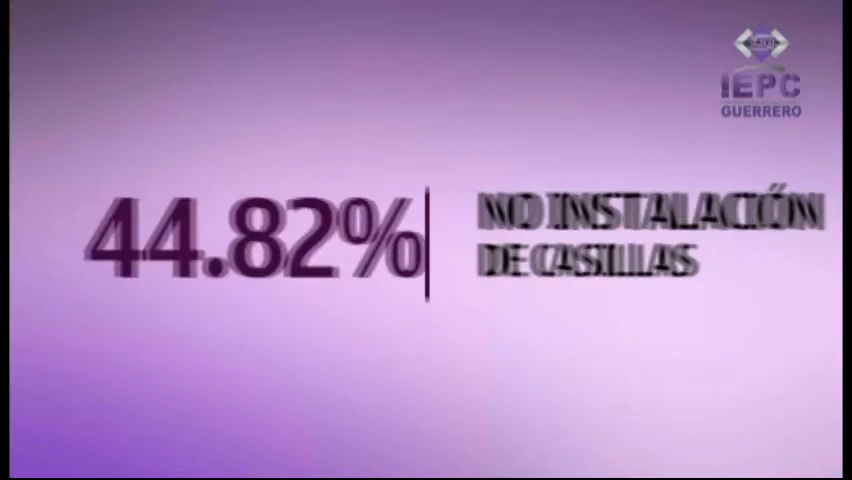 IEPC
GUERRERO
44.82%
NO INSTALACIÓN
DE CASILLAS